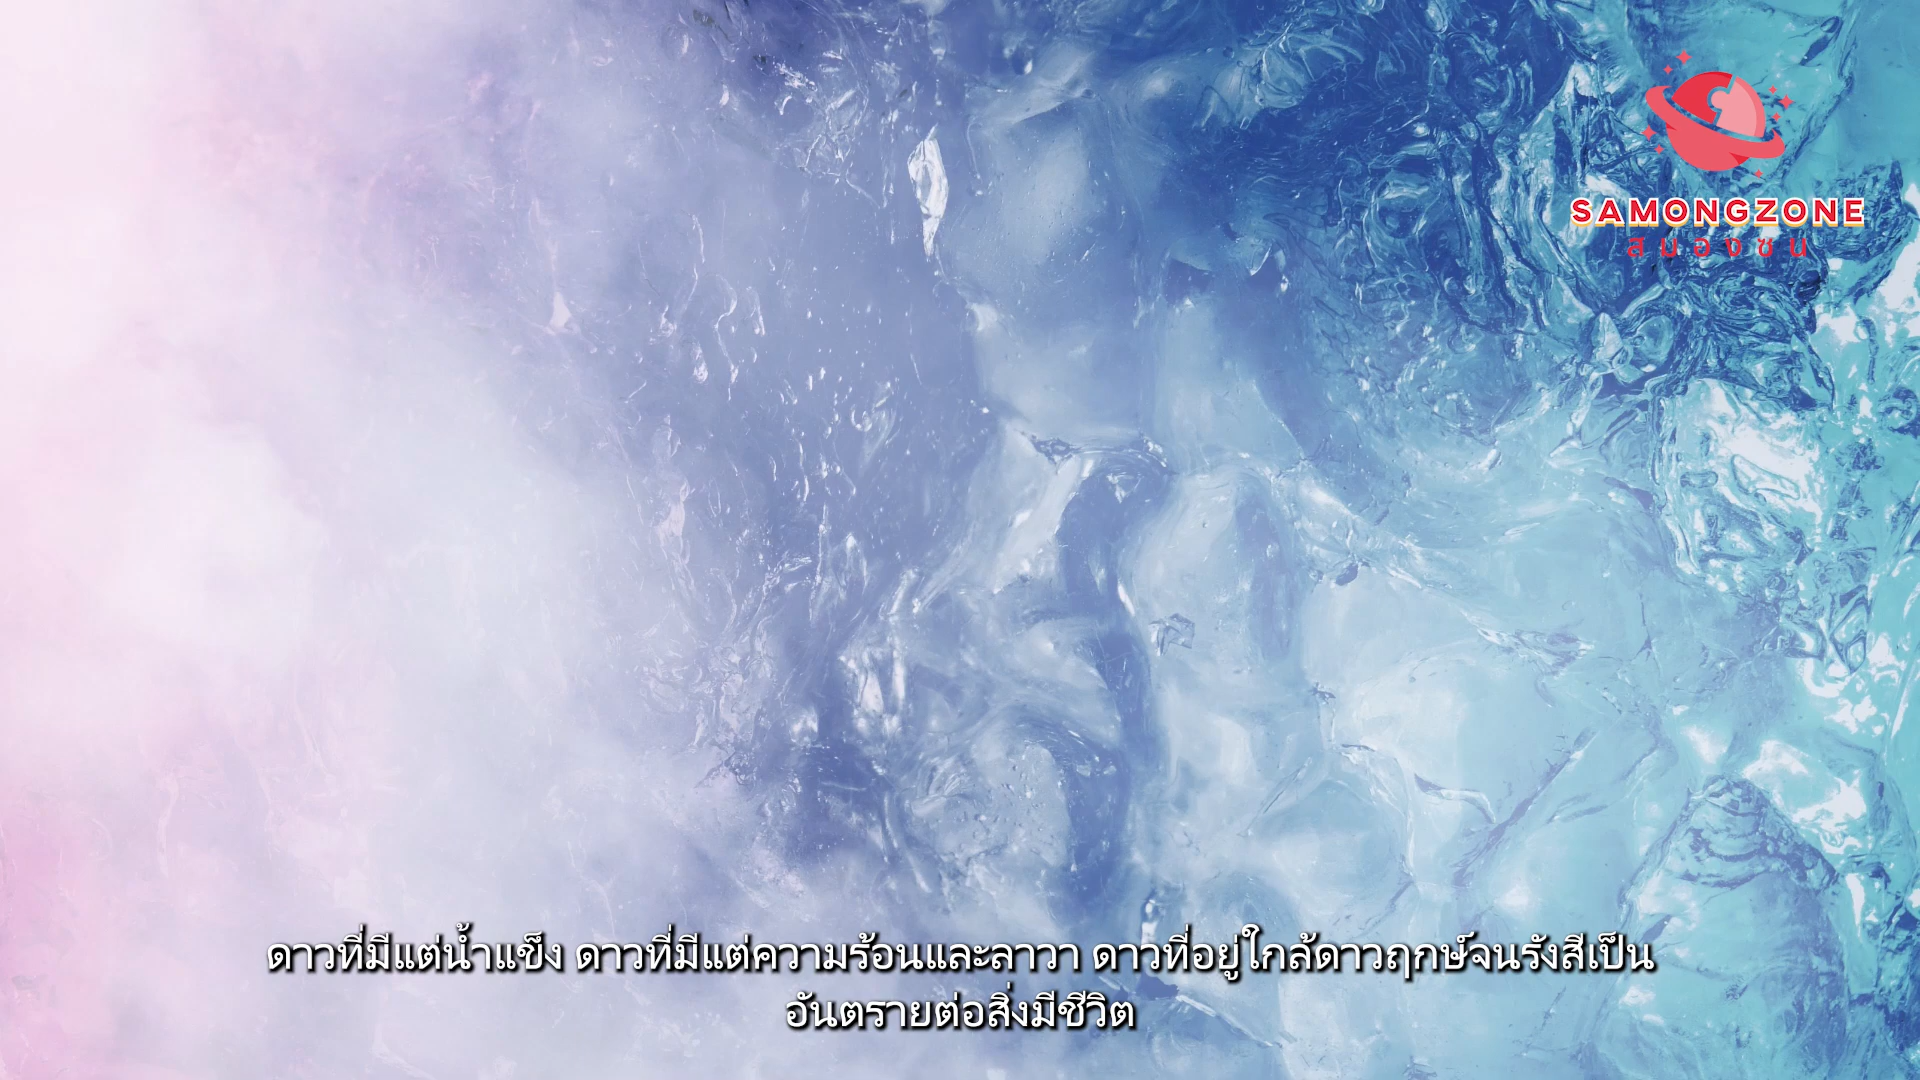 SAMONGZONE
สมองซน
ดาวที่มีแต่น้ำแข็ง ดาวที่มีแต่ความร้อนและลาวา ดาวที่อยู่ใกล้ดาวฤกษ์จนรังสีเป็น
อันตรายต่อสิ่งมีชีวิต